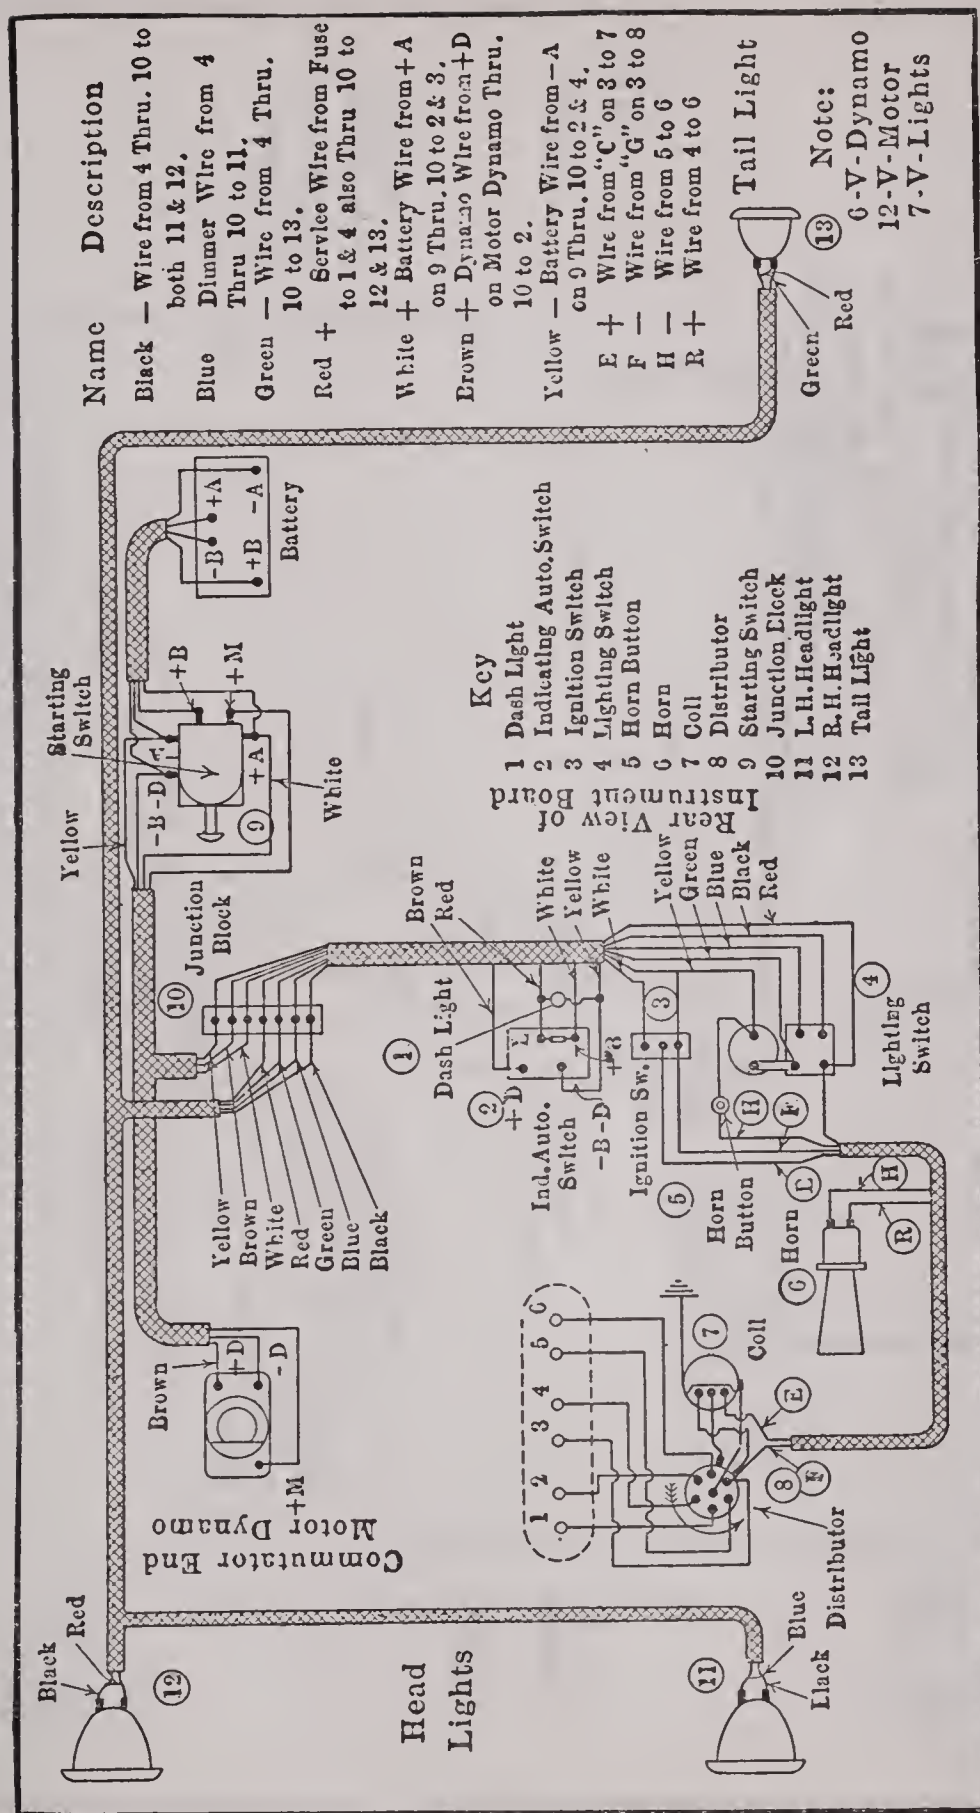 Name Description
Black — Wire from 4 Thru. 10 to
both 11 & 12.
Blue Dimmer Wire from 4
Thru 10 to 11.
Green — Wire from 4 Thru.
10 to 13.
Red + Service Wire from Fuse
to 1 & 4 also Thru 10 to
12 & 13.
White + Battery Wire from + A
on 9 Thru. 10 to 2 & 3.
Brown + Dynamo Wire from + D
on Motor Dynamo Thru.
10 to 2.
Yellow — Battery Wire from – A
on 9 Thru. 10 to 2 & 4.
E + Wire from "C" on 3 to 7
F — Wire from "G" on 3 to 8
H — Wire from 5 to 6
R + Wire from 4 to 6
Tail Light
13
Note:
6-V-Dynamo
12-V-Motor
7-V-Lights
Green
Red
+A
-A
-B
+B
Battery
Starting
Switch
Yellow
+B
+M
-B-D
+A
9
White
Key
1 Dash Light
2 Indicating Auto. Switch
3 Ignition Switch
4 Lighting Switch
5 Horn Button
6 Horn
7 Coil
8 Distributor
9 Starting Switch
10 Junction Block
11 L.H. Headlight
12 R.H. Headlight
13 Tail Light
Rear View of
Instrument Board
10
Junction
Block
Yellow
Brown
White
Red
Green
Blue
Black
Brown
Red
White
Yellow
White
1
Dash Light
2
+D
+B
-B-D
Ind. Auto.
Switch
3
Ignition Sw.
Yellow
Green
Blue
Black
Red
4
Lighting
Switch
5
Horn
Button
H
F
E
H
R
Horn
6
Brown
+D
-D
+M
Commutator End
Motor Dynamo
1 2 3 4 5 6
7
Coil
E
8
Distributor
Black
Red
12
Head
Lights
11
Blue
Black